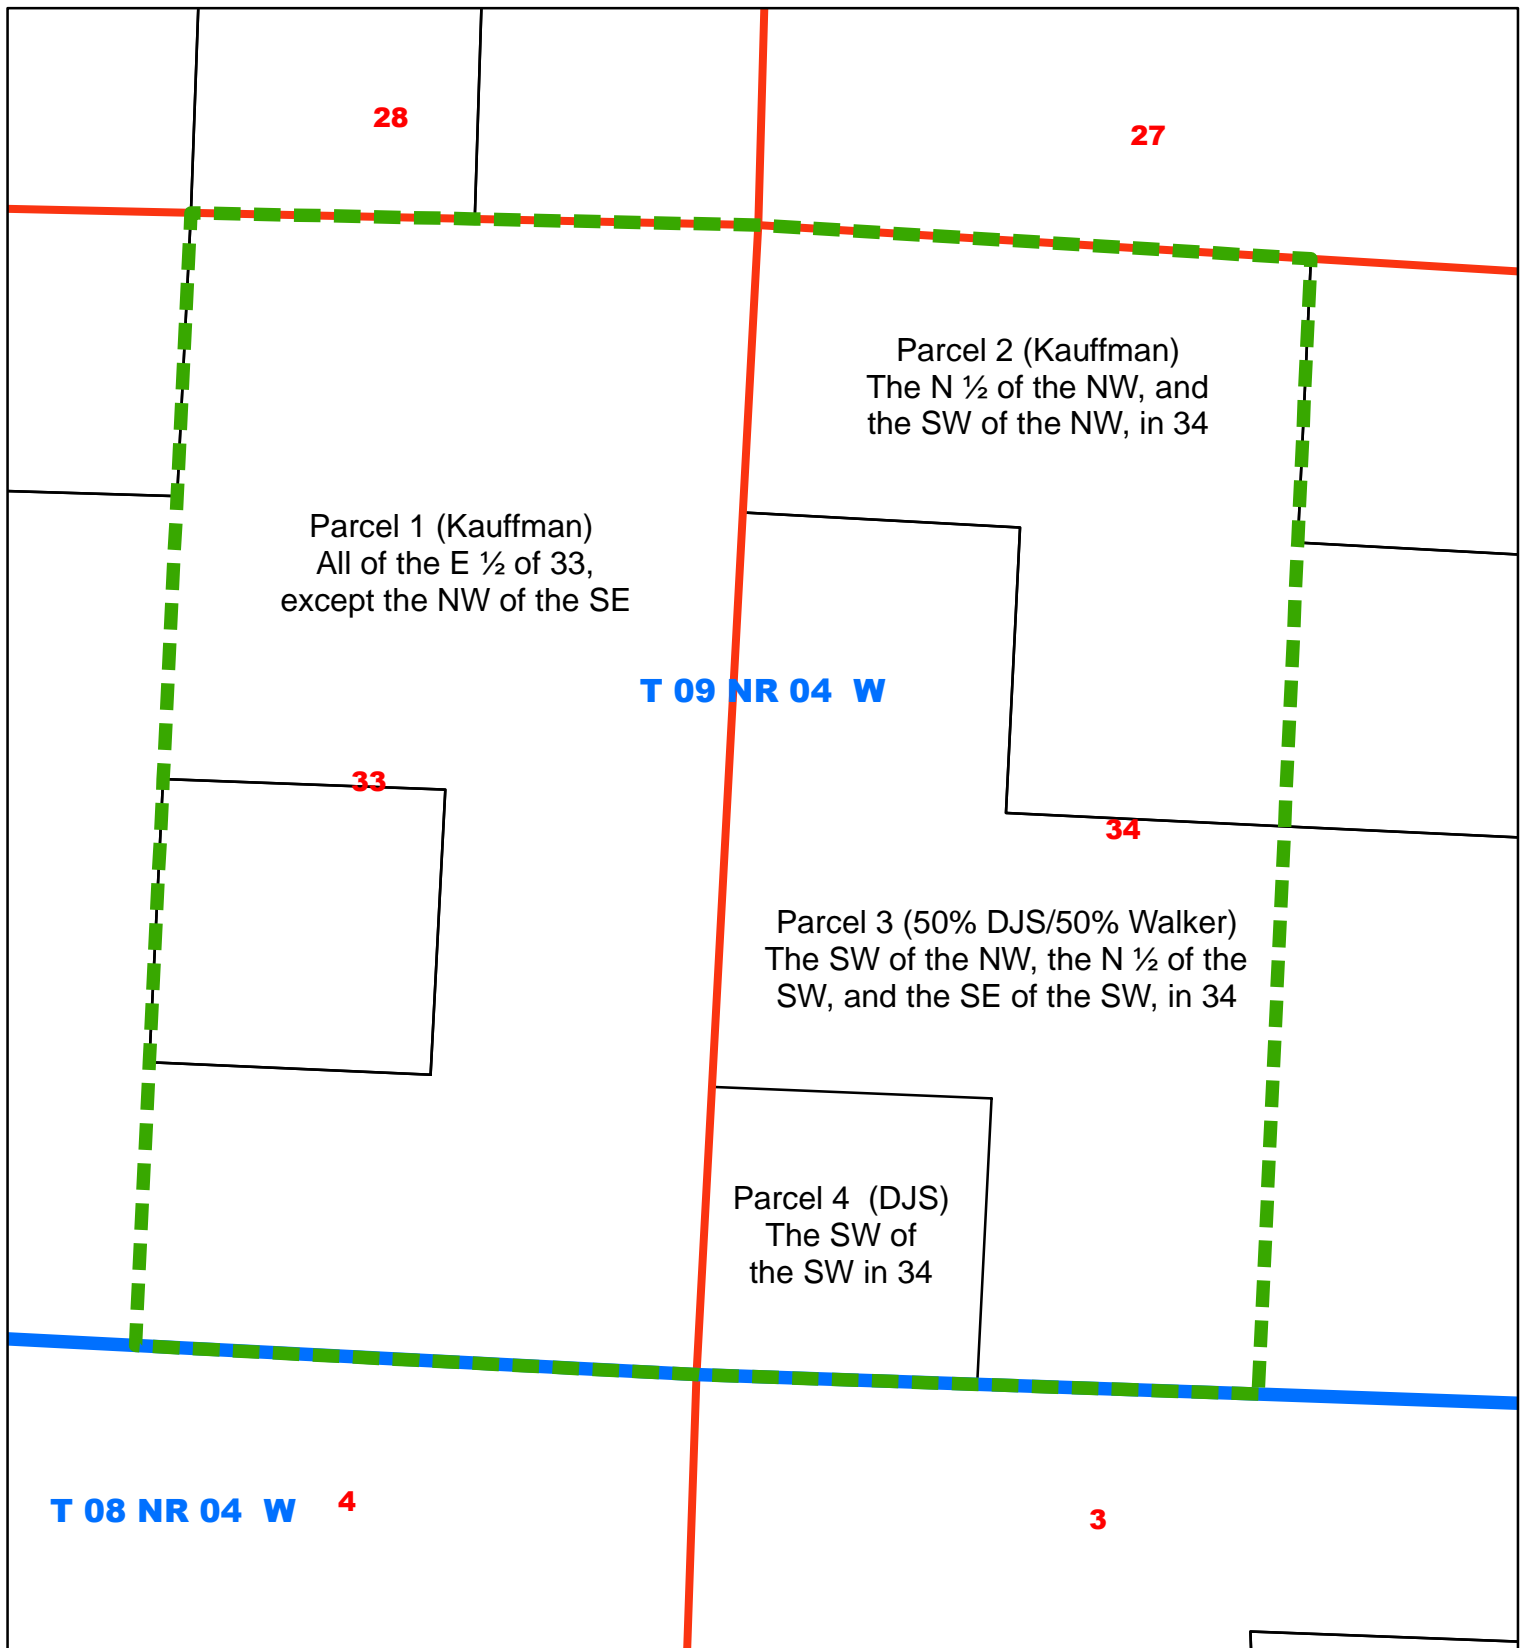 28
27
Parcel 2 (Kauffman)
The N ½ of the NW, and
the SW of the NW, in 34
Parcel 1 (Kauffman)
All of the E ½ of 33,
except the NW of the SE
T 09 NR 04 W
33
34
Parcel 3 (50% DJS/50% Walker)
The SW of the NW, the N ½ of the
SW, and the SE of the SW, in 34
Parcel 4 (DJS)
The SW of
the SW in 34
T 08 NR 04 W
4
3